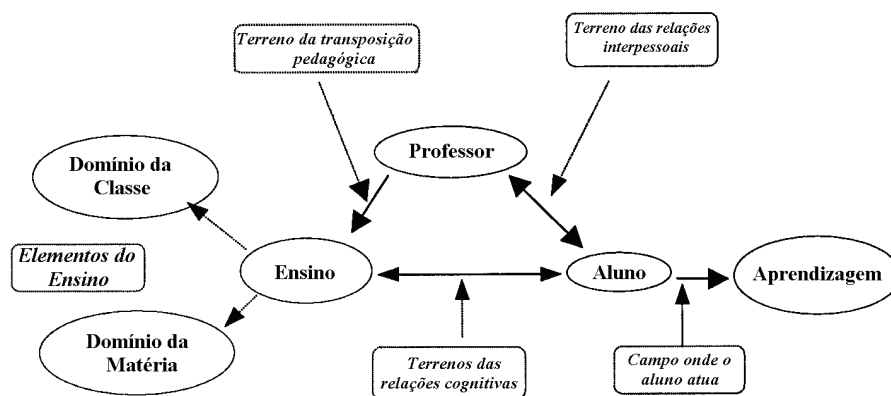 Terreno da transposição
pedagógica
Terreno das relações
interpessoais
Professor
Domínio da
Classe
Elementos do
Ensino
Ensino
Aluno
Aprendizagem
Domínio da
Matéria
Terrenos das
relações cognitivas
Campo onde o
aluno atua